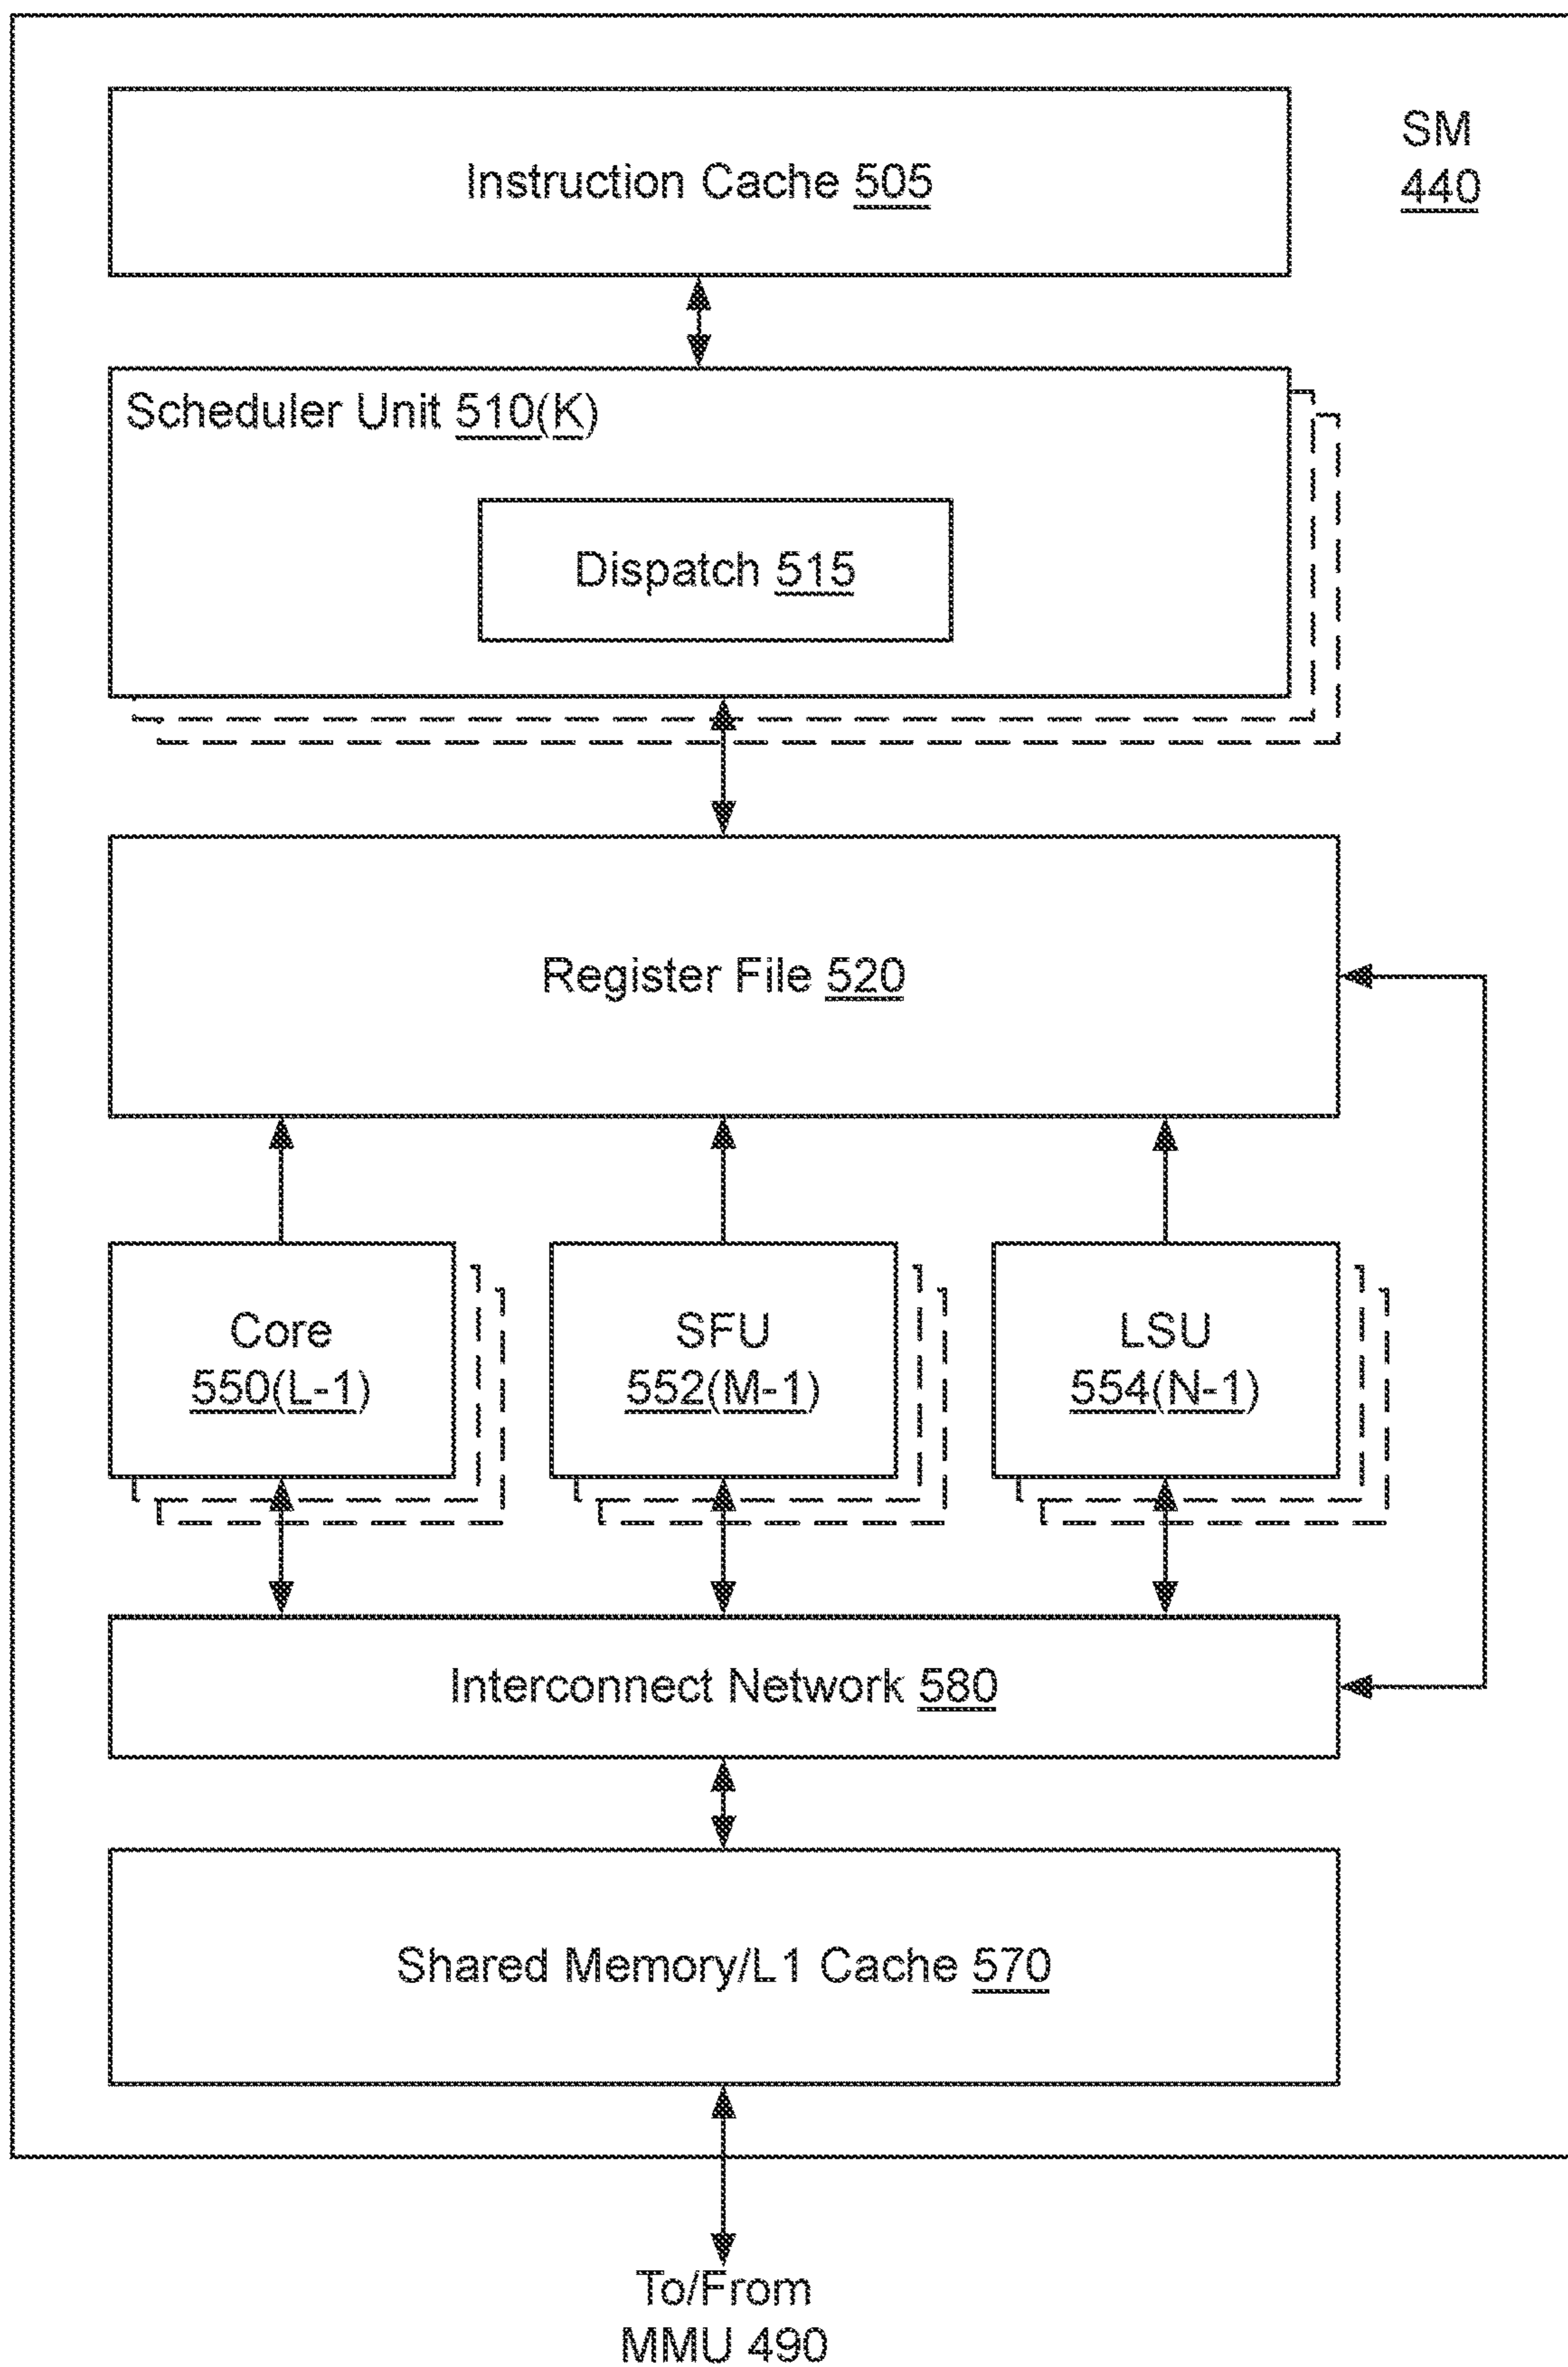 Instruction Cache 505
SM
440
Scheduler Unit 510(K)
Dispatch 515
Register File 520
Core
550(L-1)
SFU
552(M-1)
LSU
554(N-1)
Interconnect Network 580
Shared Memory/L1 Cache 570
To/From
MMU 490